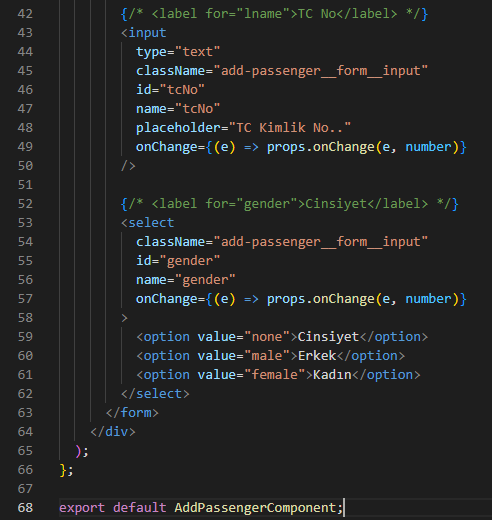 42 {/* <label for="lname">TC No</label> */}
43 <input
44 type="text"
45 className="add-passenger__form__input"
46 id="tcNo"
47 name="tcNo"
48 placeholder="TC Kimlik No.."
49 onChange={(e) => props.onChange(e, number)}
50 />
51
52 {/* <label for="gender">Cinsiyet</label> */}
53 <select
54 className="add-passenger__form__input"
55 id="gender"
56 name="gender"
57 onChange={(e) => props.onChange(e, number)}
58 >
59 <option value="none">Cinsiyet</option>
60 <option value="male">Erkek</option>
61 <option value="female">Kadın</option>
62 </select>
63 </form>
64 </div>
65 );
66 };
67
68 export default AddPassengerComponent;